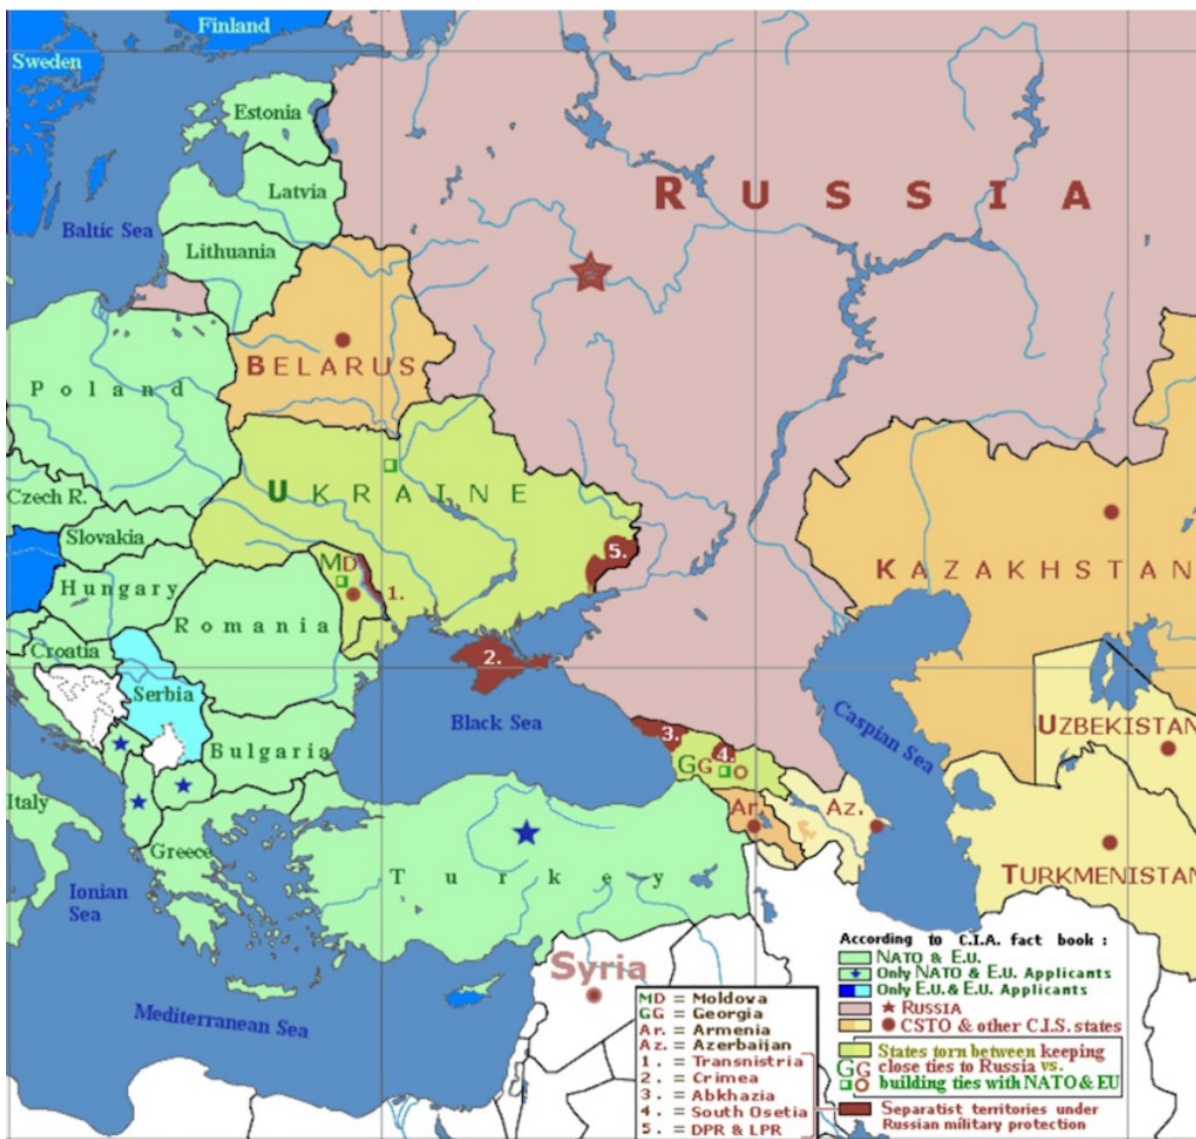 Finland
Sweden
Estonia
Latvia
RUSSIA
Baltic Sea
Lithuania
BELARUS
Poland
UKRAINE
Czech R.
Slovakia
5.
MD
KAZAKHSTAN
Hungary
1.
Romania
Croatia
2.
Serbia
Black Sea
Caspian Sea
UZBEKISTAN
3.
Bulgaria
4.
GG
Italy
Ar.
Az.
Greece
Turkey
TURKMENISTAN
Ionian
Sea
Syria
Mediterranean Sea
According to C.I.A. fact book :
NATO & E.U.
Only NATO & E.U. Applicants
Only E.U. & E.U. Applicants
RUSSIA
CSTO & other C.I.S. states
States torn between keeping
GG close ties to Russia vs.
building ties with NATO & EU
Separatist territories under
Russian military protection
MD = Moldova
GG = Georgia
Ar. = Armenia
Az. = Azerbaijan
1. = Transnistria
2. = Crimea
3. = Abkhazia
4. = South Osetia
5. = DPR & LPR